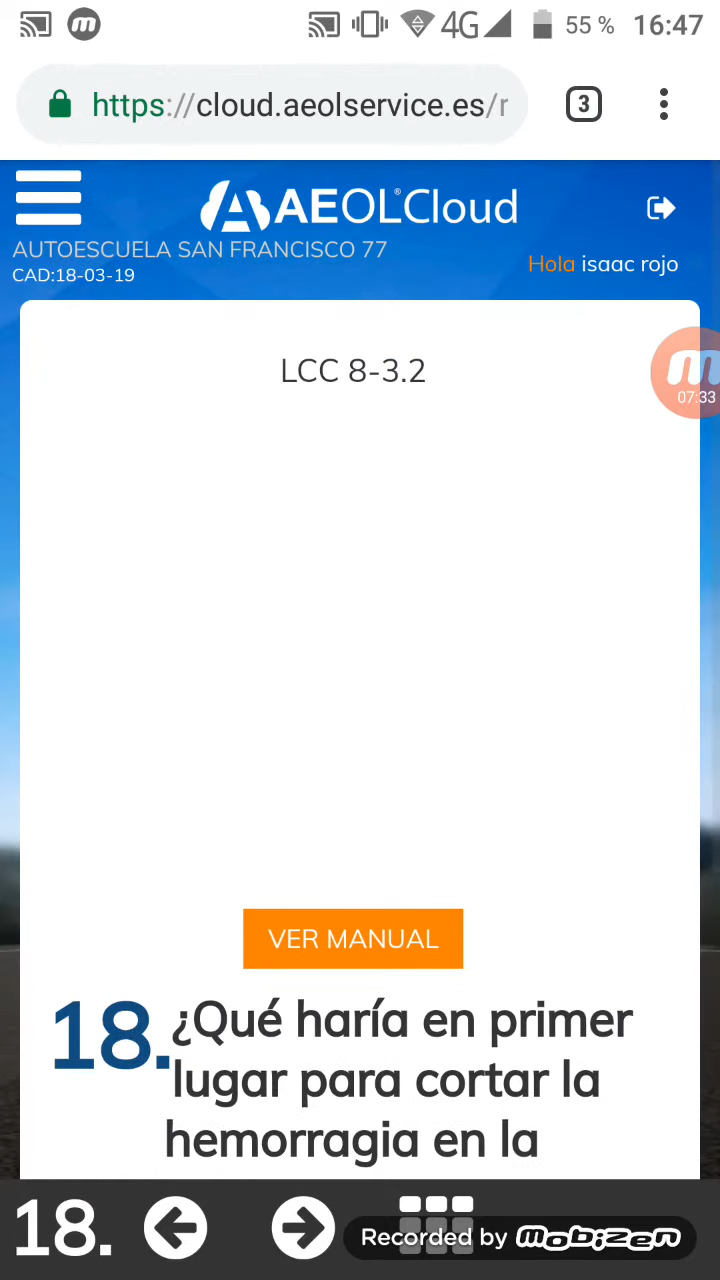 4G 55 % 16:47
https://cloud.aeolservice.es/r 3
AEOL®Cloud
AUTOESCUELA SAN FRANCISCO 77
CAD:18-03-19
Hola isaac rojo
LCC 8-3.2
07:33
VER MANUAL
18. ¿Qué haría en primer
lugar para cortar la
hemorragia en la
18.
Recorded by mobizen